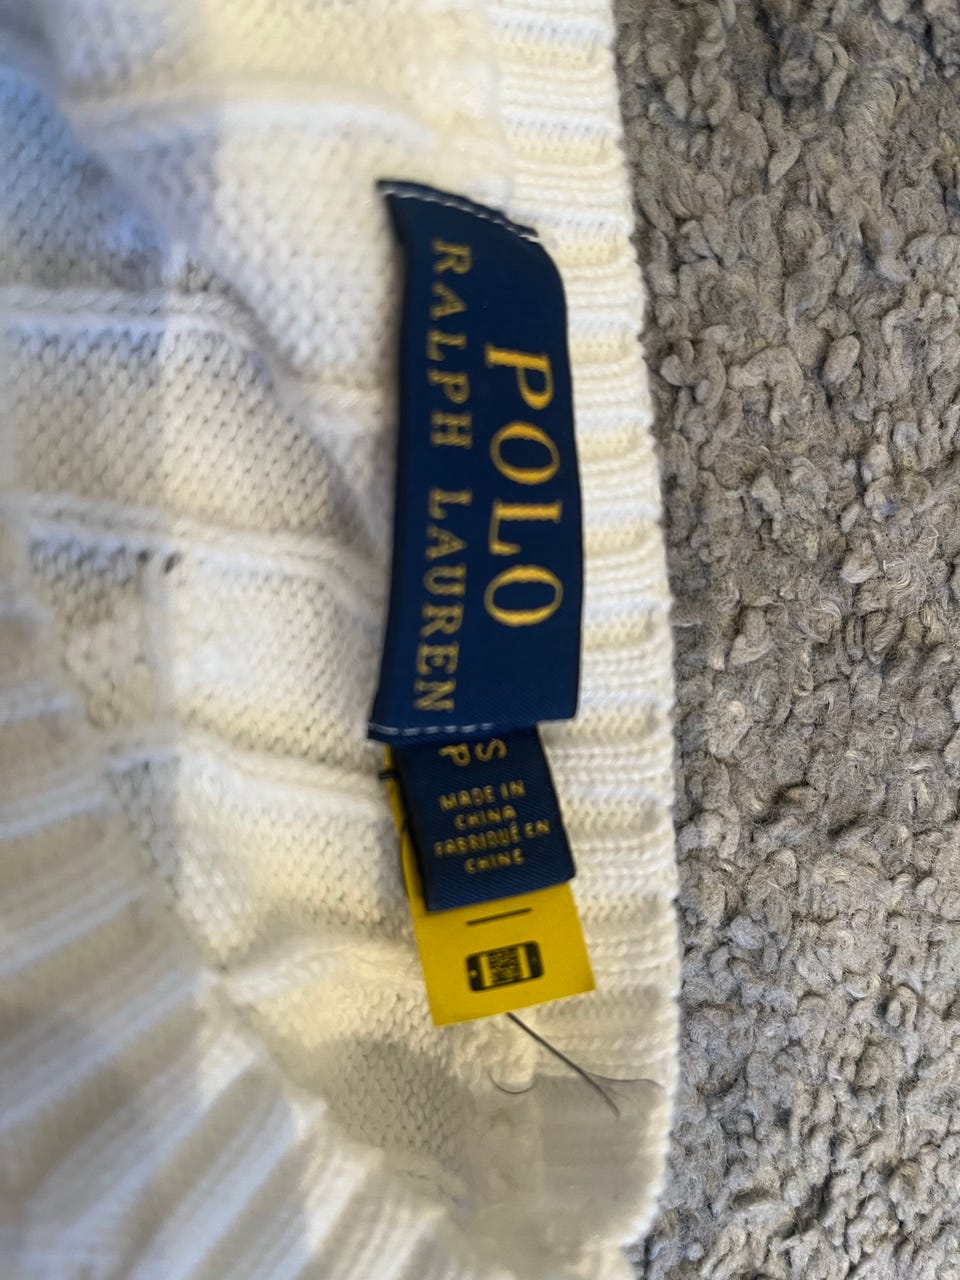 POLO
RALPH LAUREN
S
P
MADE IN
CHINA
FABRIQUÉ EN
CHINE